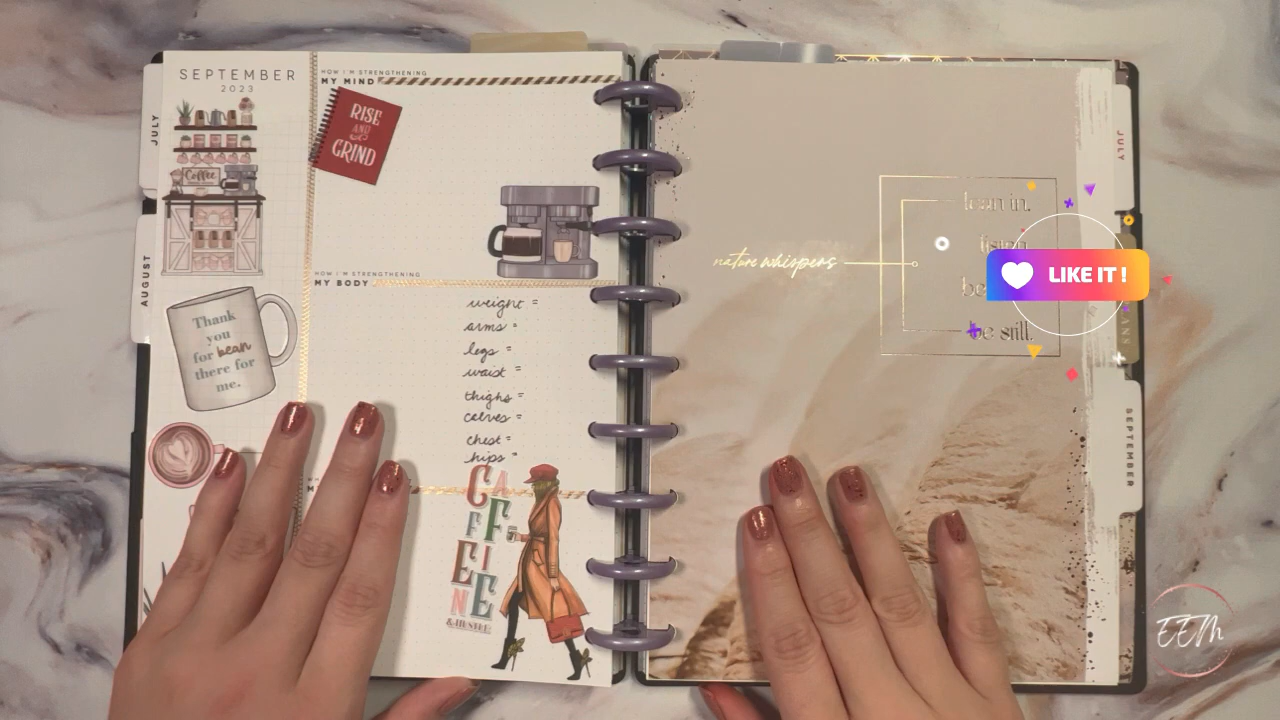 SEPTEMBER
2023
JULY
AUGUST
Coffee
Thank
you
for bean
there for
me.
HOW I'M STRENGTHENING
MY MIND
RISE
AND
GRIND
HOW I'M STRENGTHENING
MY BODY
weight =
arms =
legs =
waist =
thighs =
calves =
chest =
hips =
CAFFEINE
& HUSTLE
nature whispers
lean in.
be still.
LIKE IT!
JULY
SEPTEMBER
EEM